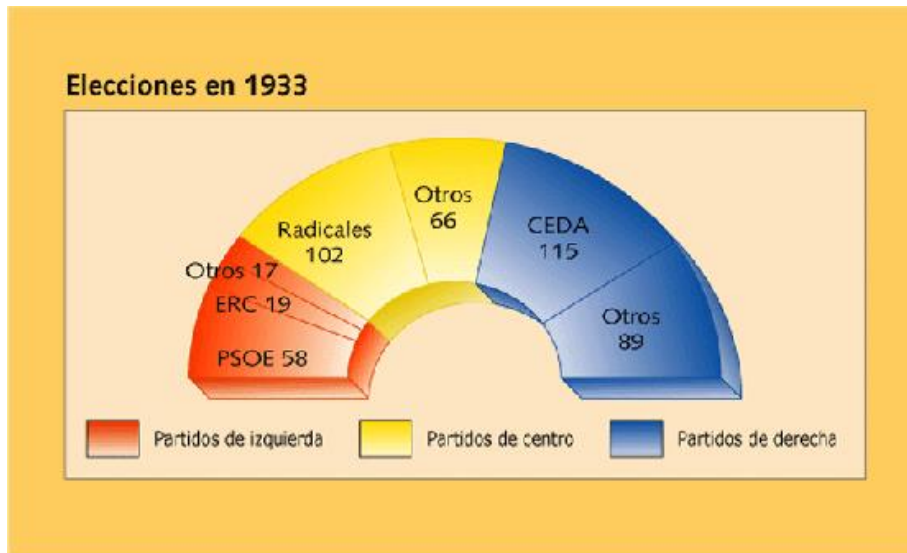 Elecciones en 1933
Otros
66
Radicales
102
CEDA
115
Otros 17
ERC 19
PSOE 58
Otros
89
Partidos de izquierda
Partidos de centro
Partidos de derecha